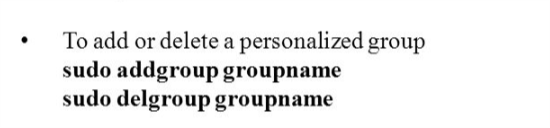 • To add or delete a personalized group
sudo addgroup groupname
sudo delgroup groupname